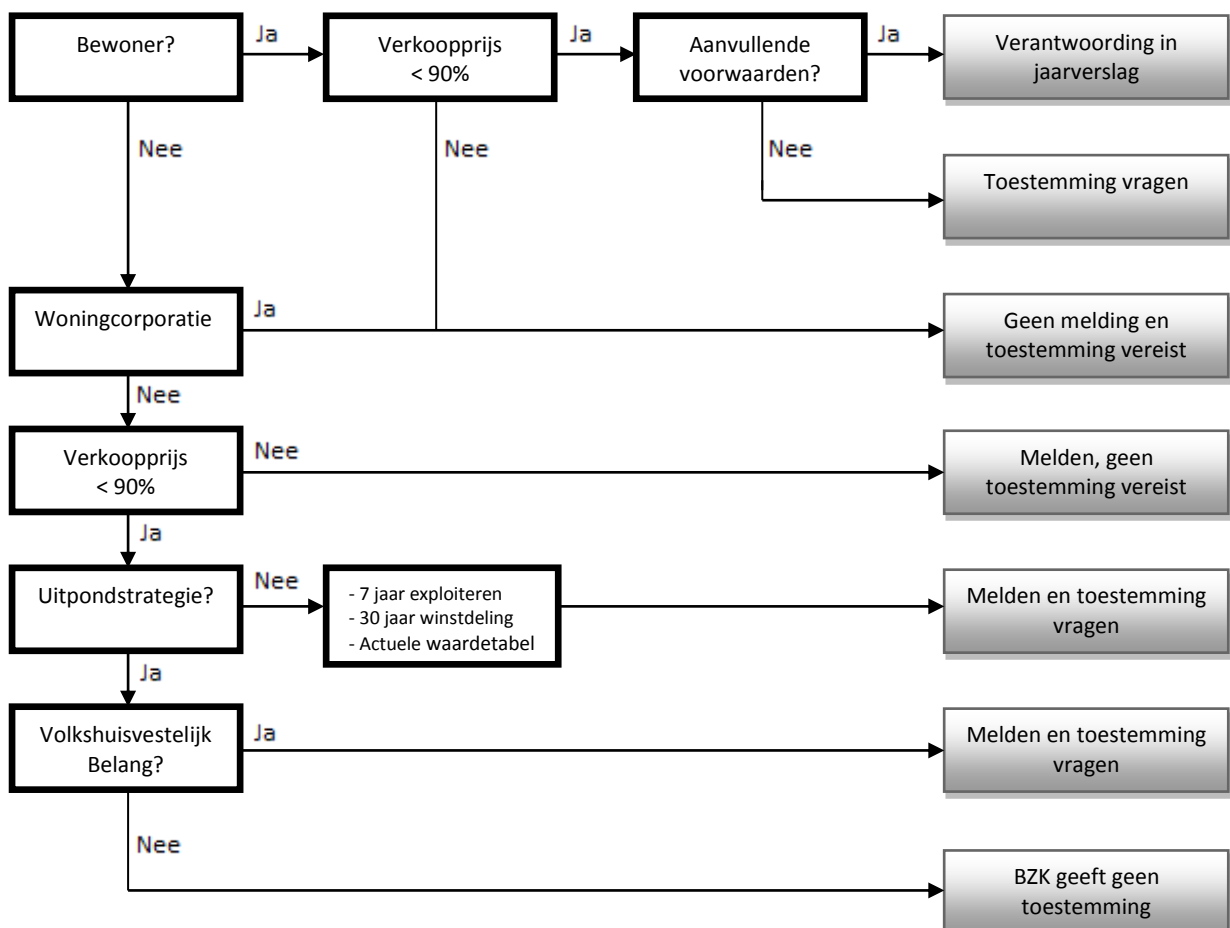 Bewoner?
Ja
Verkoopprijs
< 90%
Ja
Aanvullende
voorwaarden?
Ja
Verantwoording in
jaarverslag
Nee
Nee
Nee
Toestemming vragen
Woningcorporatie
Ja
Geen melding en
toestemming vereist
Nee
Verkoopprijs
< 90%
Nee
Melden, geen
toestemming vereist
Ja
Uitpondstrategie?
Nee
- 7 jaar exploiteren
- 30 jaar winstdeling
- Actuele waardetabel
Melden en toestemming
vragen
Ja
Volkshuisvestelijk
Belang?
Ja
Melden en toestemming
vragen
Nee
BZK geeft geen
toestemming